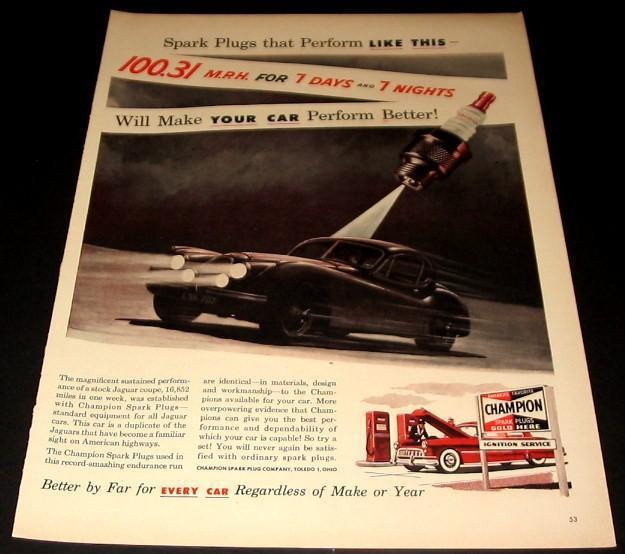 Spark Plugs that Perform LIKE THIS—
100.31 M.P.H. FOR 7 DAYS AND 7 NIGHTS
Will Make YOUR CAR Perform Better!
The magnificent sustained perform-
ance of a stock Jaguar coupe, 16,852
miles in one week, was established
with Champion Spark Plugs—
standard equipment for all Jaguar
cars. This car is a duplicate of the
Jaguars that have become a familiar
sight on American highways.
The Champion Spark Plugs used in
this record-smashing endurance run
are identical—in materials, design
and workmanship—to the Cham-
pions available for your car. More
overpowering evidence that Cham-
pions can give you the best per-
formance and dependability of
which your car is capable! So try a
set! You will never again be satis-
fied with ordinary spark plugs.
CHAMPION SPARK PLUG COMPANY, TOLEDO 1, OHIO
FAVORITE
CHAMPION
SPARK PLUGS
SOLD HERE
IGNITION SERVICE
Better by Far for EVERY CAR Regardless of Make or Year
53